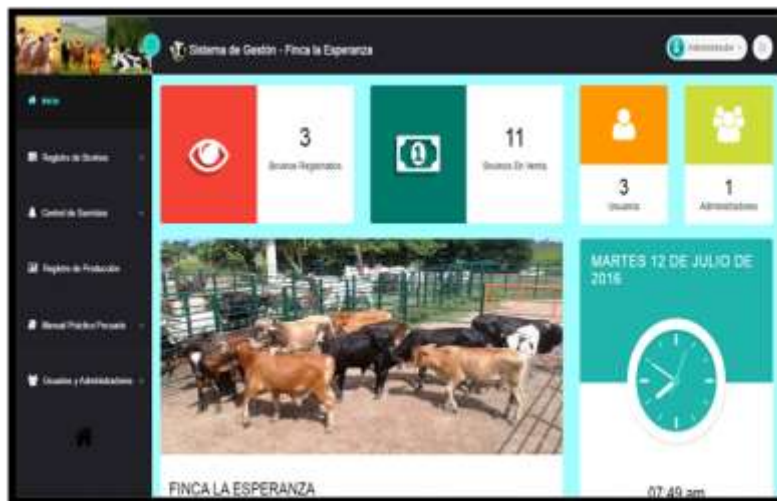 Sistema de Gestión - Finca la Esperanza
Administrador
Inicio
Registro de Bovinos
Control de Servicios
Registro de Producción
Manual Práctico Pecuario
Usuarios y Administradores
3
Bovinos Registrados
11
Bovinos En Venta
3
Usuarios
1
Administradores
MARTES 12 DE JULIO DE
2016
07:49 am
FINCA LA ESPERANZA